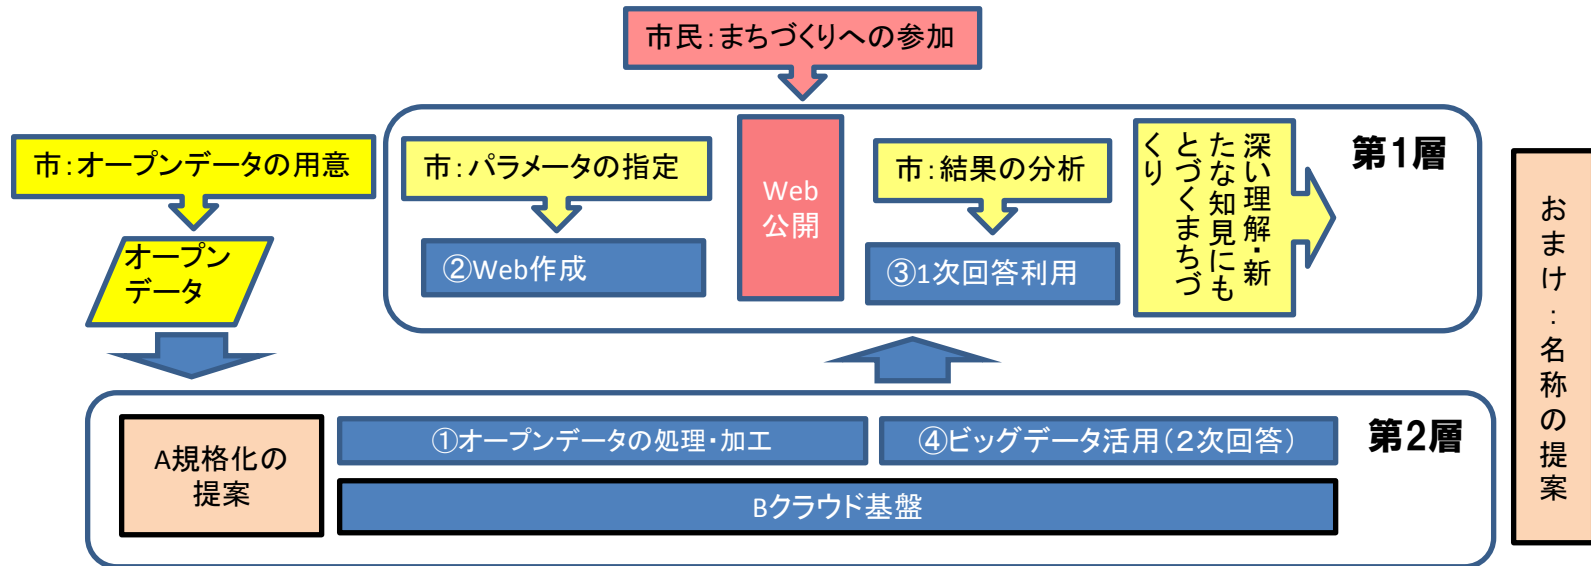 市民：まちづくりへの参加
市：オープンデータの用意
オープン
データ
市：パラメータの指定
②Web作成
Web
公開
市：結果の分析
③1次回答利用
深い理解・新
たな知見にも
とづくまちづ
くり
第1層
A規格化の
提案
①オープンデータの処理・加工
④ビッグデータ活用（２次回答）
Bクラウド基盤
第2層
おまけ：名称の提案